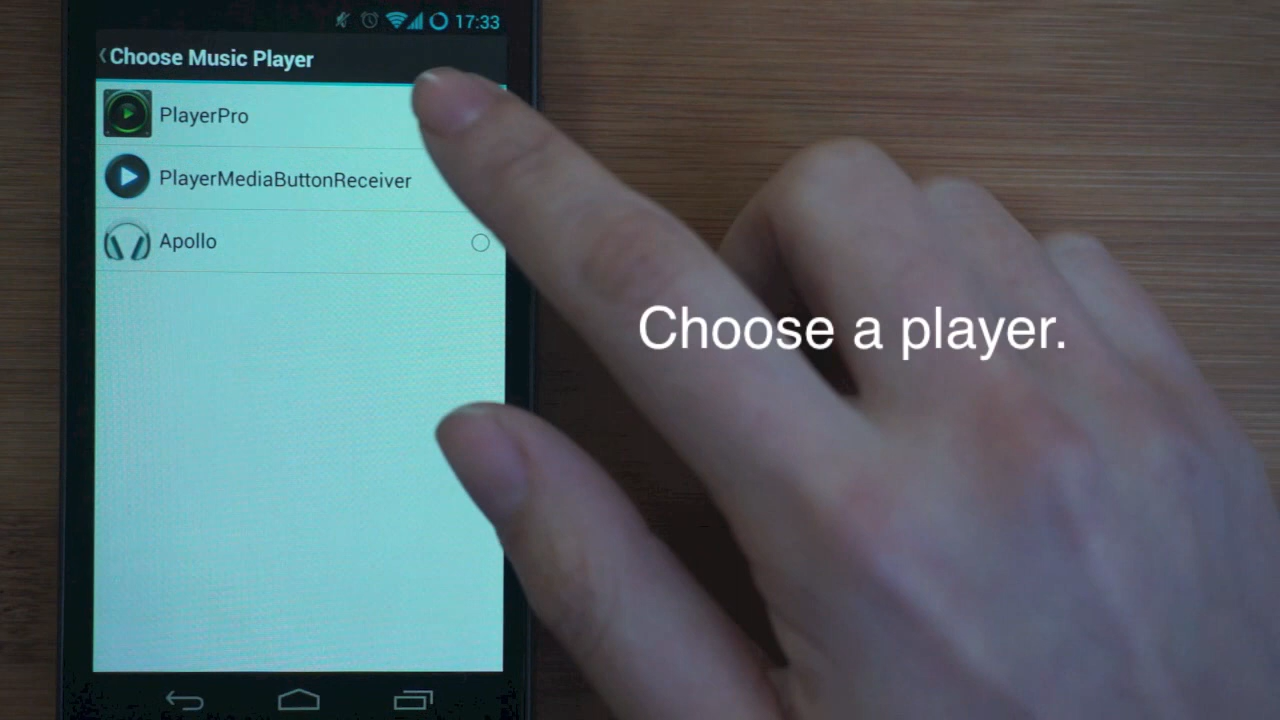 17:33
Choose Music Player
PlayerPro
PlayerMediaButtonReceiver
Apollo
Choose a player.